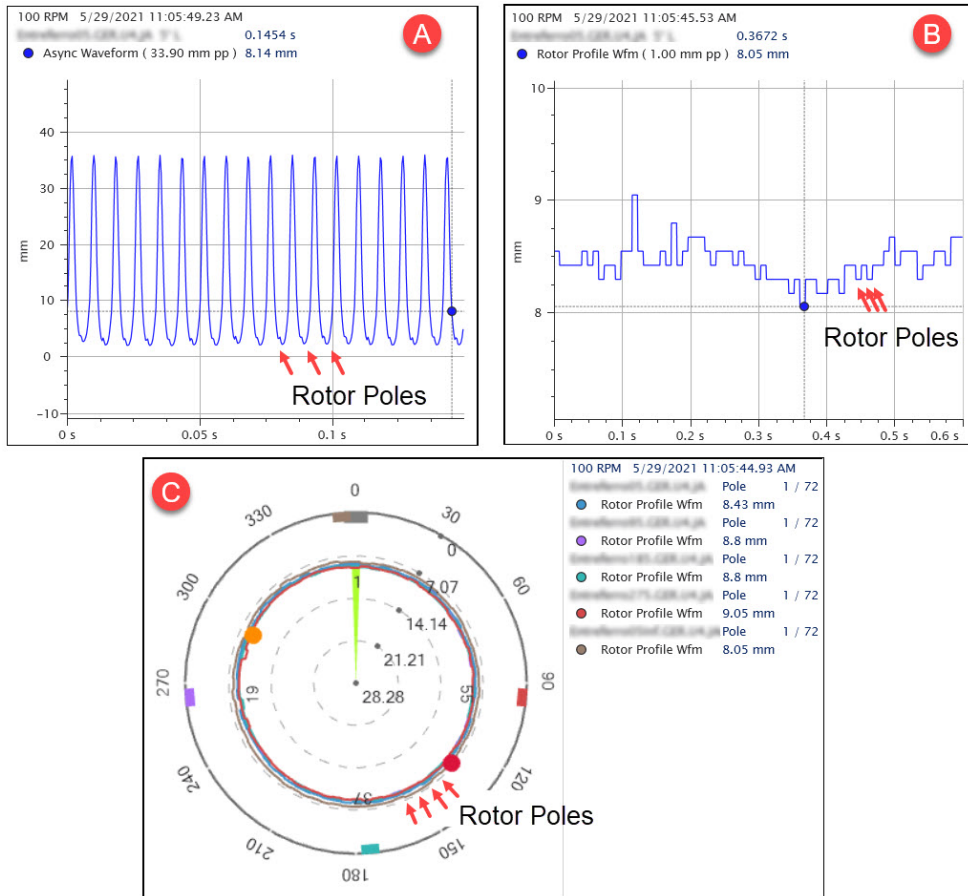 100 RPM 5/29/2021 11:05:49.23 AM
0.1454 s
Async Waveform ( 33.90 mm pp ) 8.14 mm
A
mm
40
30
20
10
0
-10
0 s 0.05 s 0.1 s
Rotor Poles
100 RPM 5/29/2021 11:05:45.53 AM
0.3672 s
Rotor Profile Wfm ( 1.00 mm pp ) 8.05 mm
B
mm
10
9
8
0 s 0.1 s 0.2 s 0.3 s 0.4 s 0.5 s 0.6 s
Rotor Poles
C
0
30
60
90
120
150
180
210
240
270
300
330
0
7.07
14.14
21.21
28.28
1
19
37
55
Rotor Poles
100 RPM 5/29/2021 11:05:44.93 AM
Pole 1 / 72
Rotor Profile Wfm 8.43 mm
Pole 1 / 72
Rotor Profile Wfm 8.8 mm
Pole 1 / 72
Rotor Profile Wfm 8.8 mm
Pole 1 / 72
Rotor Profile Wfm 9.05 mm
Pole 1 / 72
Rotor Profile Wfm 8.05 mm